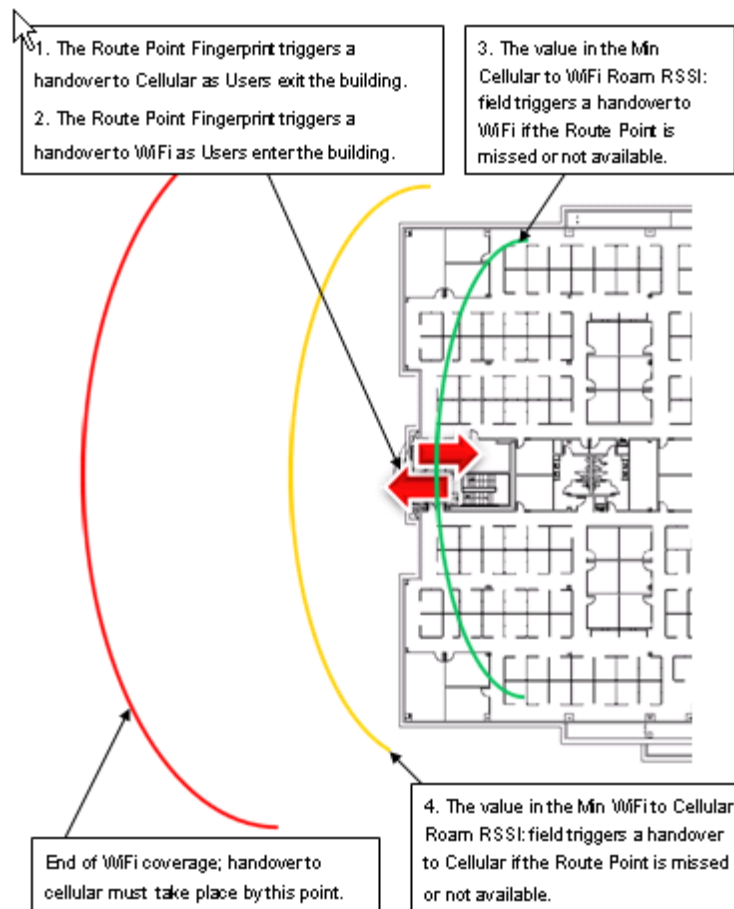 1. The Route Point Fingerprint triggers a
handover to Cellular as Users exit the building.
2. The Route Point Fingerprint triggers a
handover to WiFi as Users enter the building.
3. The value in the Min
Cellular to WiFi Roam RSSI:
field triggers a handover to
WiFi if the Route Point is
missed or not available.
4. The value in the Min WiFi to Cellular
Roam RSSI: field triggers a handover
to Cellular if the Route Point is missed
or not available.
End of WiFi coverage; handover to
cellular must take place by this point.